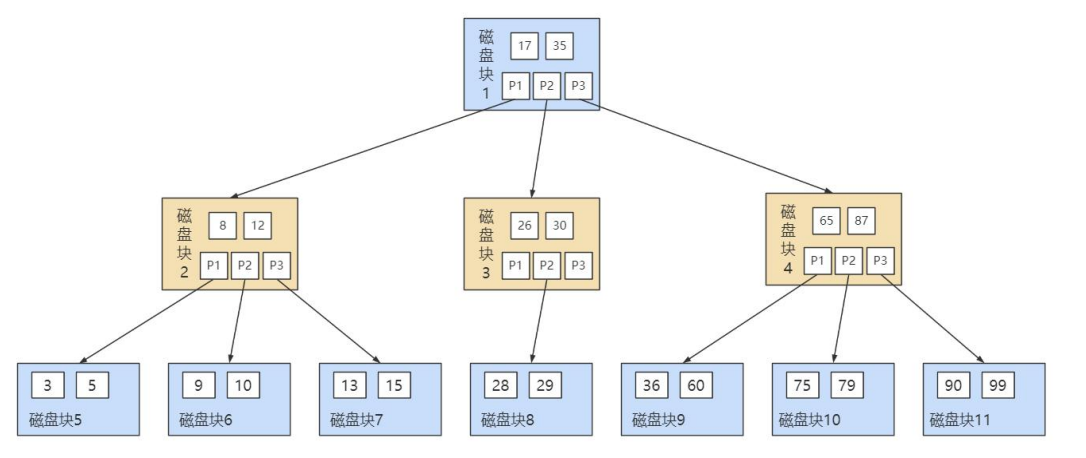 磁盘块1
17 35
P1 P2 P3
磁盘块2
8 12
P1 P2 P3
磁盘块3
26 30
P1 P2 P3
磁盘块4
65 87
P1 P2 P3
3 5
磁盘块5
9 10
磁盘块6
13 15
磁盘块7
28 29
磁盘块8
36 60
磁盘块9
75 79
磁盘块10
90 99
磁盘块11